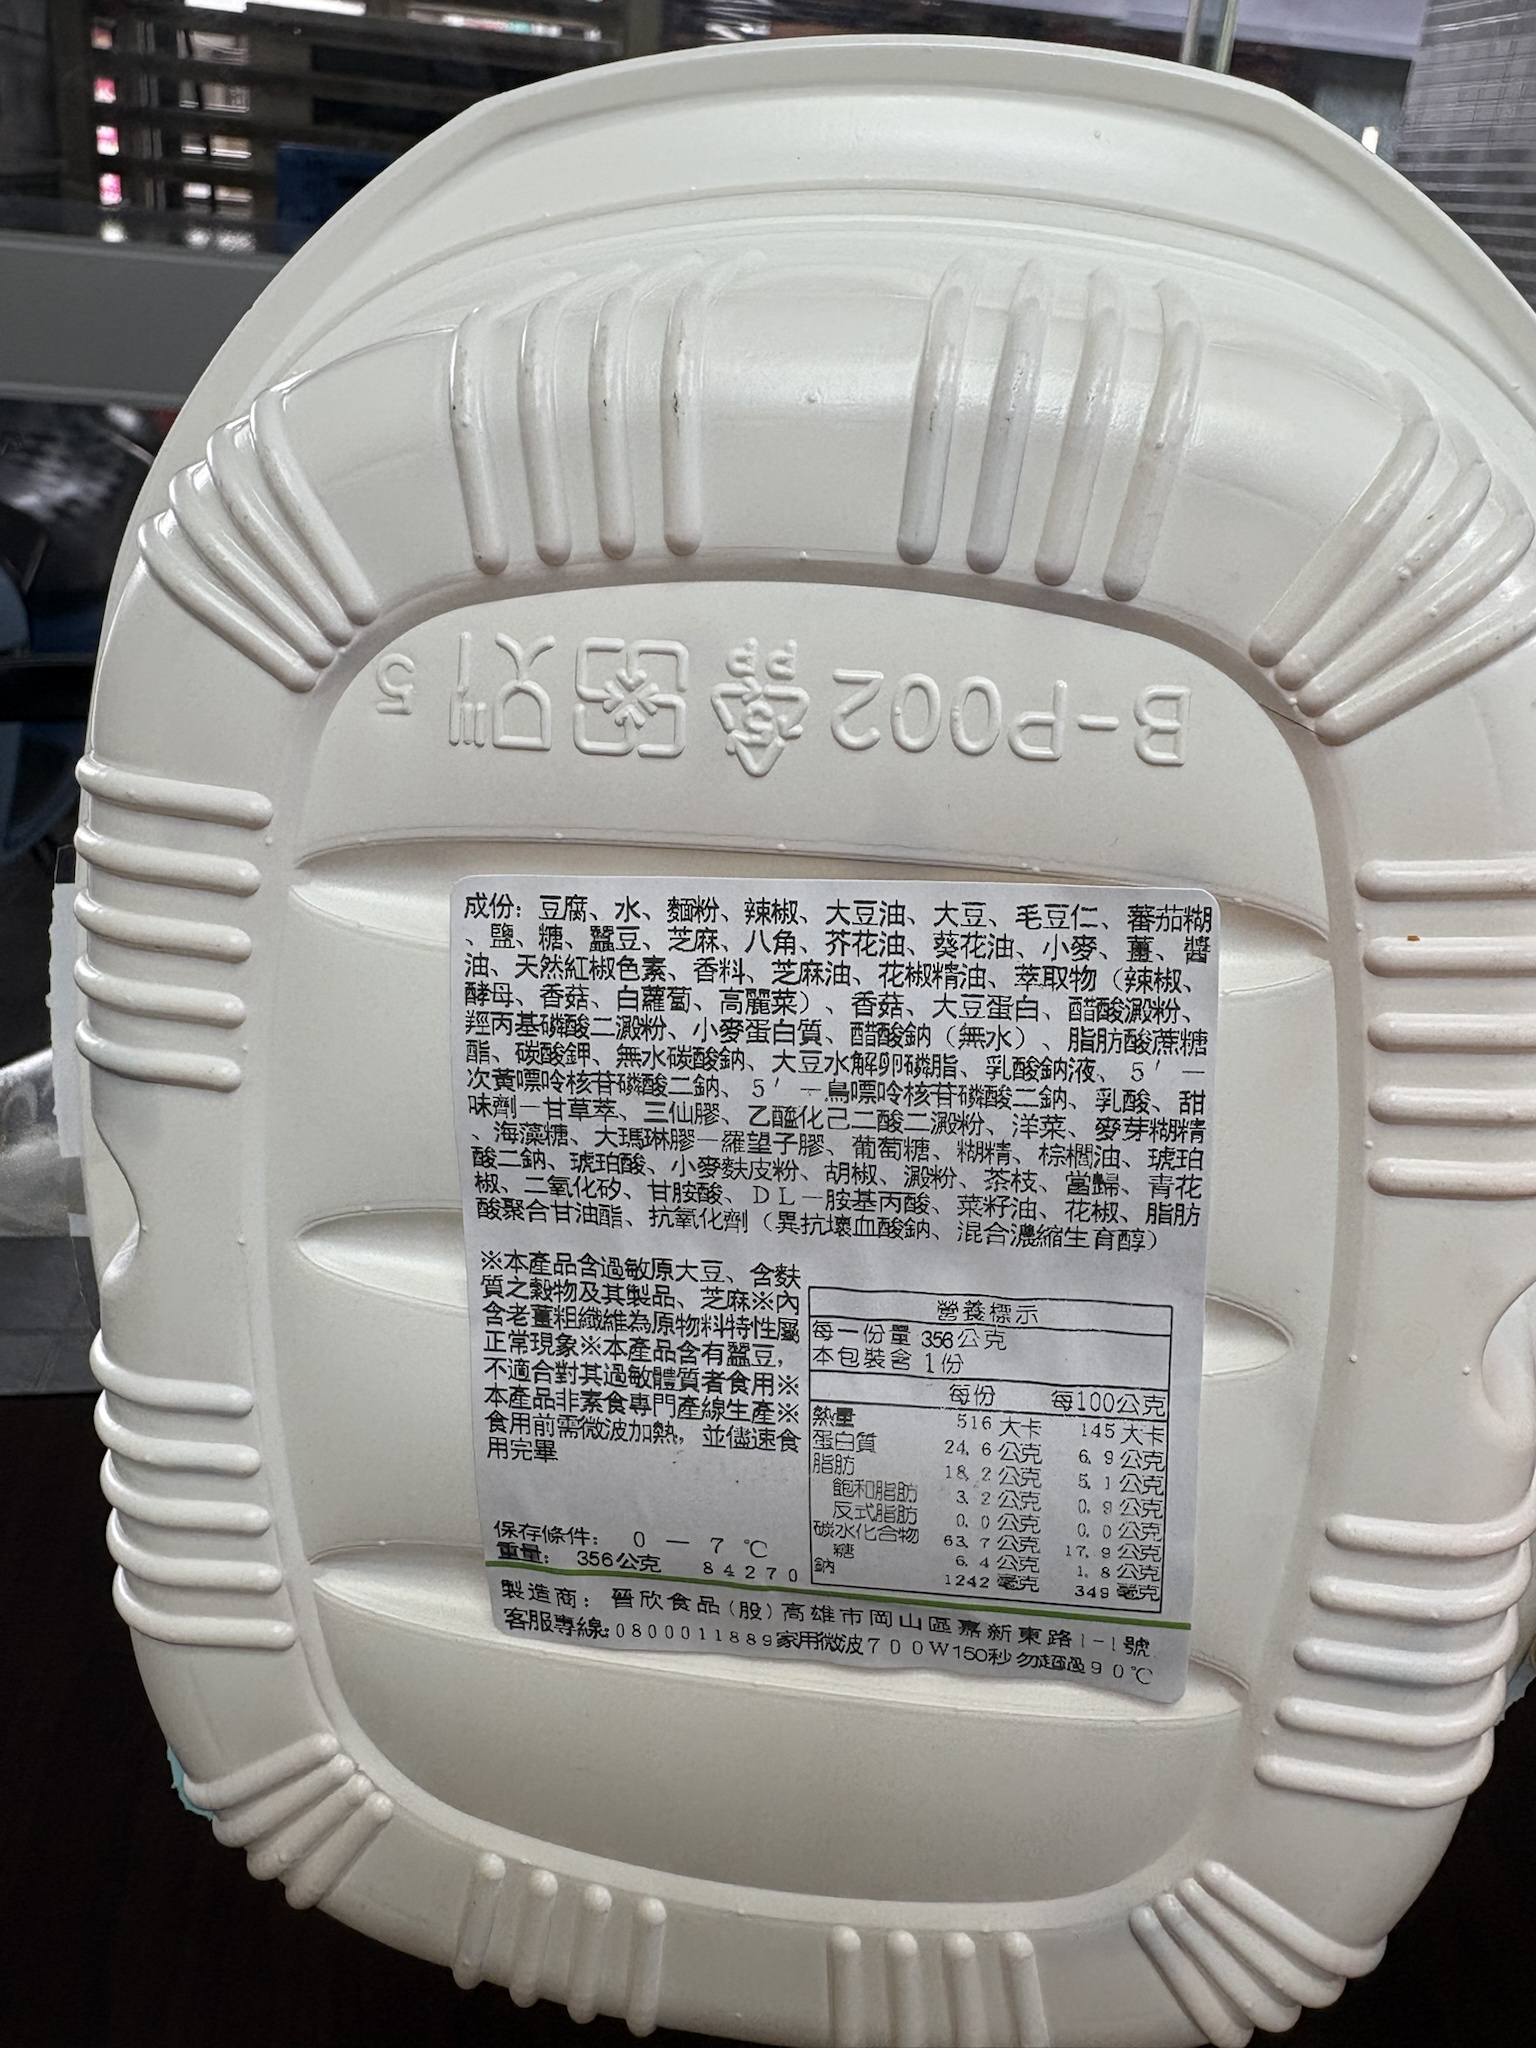 B-P002 5 PP 5
成份：豆腐、水、麵粉、辣椒、大豆油、大豆、毛豆仁、蕃茄糊
、鹽、糖、蠶豆、芝麻、八角、芥花油、葵花油、小麥、薑、醬
油、天然紅椒色素、香料、芝麻油、花椒精油、萃取物（辣椒、
酵母、香菇、白蘿蔔、高麗菜）、香菇、大豆蛋白、醋酸澱粉、
羥丙基磷酸二澱粉、小麥蛋白質、醋酸鈉（無水）、脂肪酸蔗糖
酯、碳酸鉀、無水碳酸鈉、大豆水解卵磷脂、乳酸鈉液、5′－
次黃嘌呤核苷磷酸二鈉、5′－鳥嘌呤核苷磷酸二鈉、乳酸、甜
味劑－甘草萃、三仙膠、乙醯化己二酸二澱粉、洋菜、麥芽糊精
、海藻糖、大瑪琳膠－羅望子膠、葡萄糖、糊精、棕櫚油、琥珀
酸二鈉、琥珀酸、小麥麩皮粉、胡椒、澱粉、茶枝、當歸、青花
椒、二氧化矽、甘胺酸、DL－胺基丙酸、菜籽油、花椒、脂肪
酸聚合甘油酯、抗氧化劑（異抗壞血酸鈉、混合濃縮生育醇）
※本產品含過敏原大豆、含麩
質之穀物及其製品、芝麻※內
含老薑粗纖維為原物料特性屬
正常現象※本產品含有蠶豆，
不適合對其過敏體質者食用※
本產品非素食專門產線生產※
食用前需微波加熱，並儘速食
用完畢
營養標示
每一份量 356公克
本包裝含 1份
每份 每100公克
熱量 516 大卡 145 大卡
蛋白質 24.6 公克 6.9 公克
脂肪 18.2 公克 5.1 公克
飽和脂肪 3.2 公克 0.9 公克
反式脂肪 0.0 公克 0.0 公克
碳水化合物 63.7 公克 17.9 公克
糖 6.4 公克 1.8 公克
鈉 1242 毫克 349 毫克
保存條件： 0 － 7 ℃
重量： 356公克 84270
製造商：晉欣食品(股)高雄市岡山區嘉新東路1-1號
客服專線:0800011889家用微波700W150秒勿超過90℃